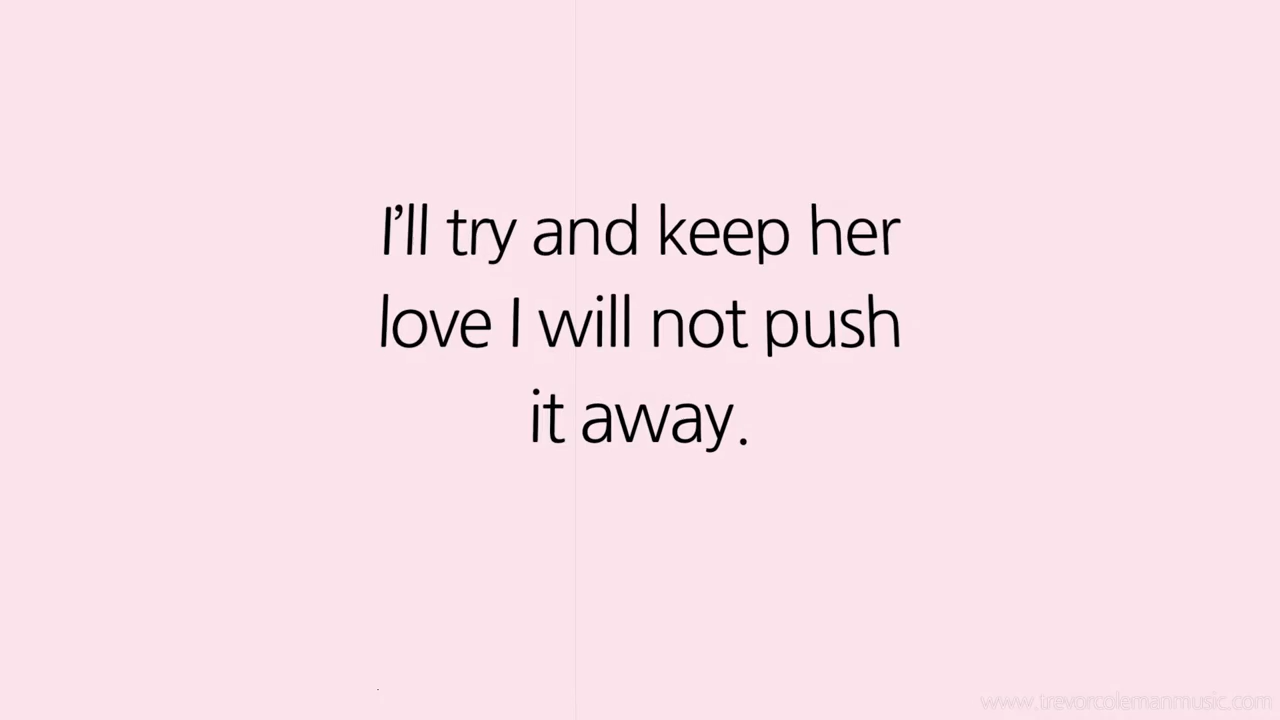 I’ll try and keep her
love I will not push
it away.
www.trevorcolemanmusic.com